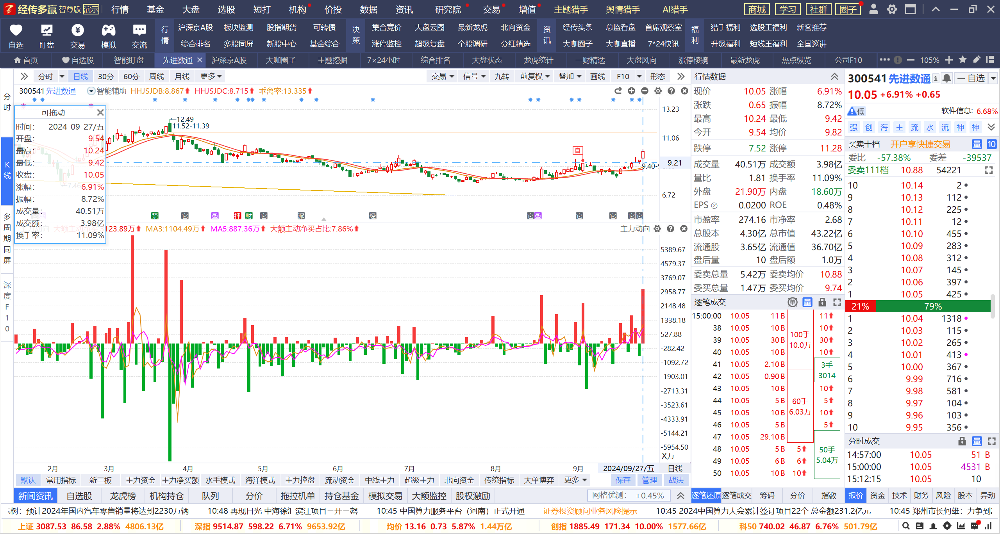 经传多赢 智尊版 演示 行情 基金 大盘 选股 短打 机构 价投 数据 资讯 研究院 交易 增值 主题猎手 舆情猎手 AI猎手 商城 学习 社群 圈子
自选 盯盘 交易 模拟 交流
行情 沪深京A股 板块监测 股指期货 可转债 决策 集合竞价 大盘云图 最新龙虎 北向资金 资讯 经传头条 总监看盘 首席观察室 福利 猎手福利 选股王福利 新客推荐
综合排名 多股同屏 新股中心 基金综合 涨停监控 超级复盘 个股调研 分红精选 大咖圈子 大咖直播 7*24快讯 升级福利 短线王福利 全国巡讲
首页 自选股 智能盯盘 先进数通 沪深京A股 大咖圈子 主题挖掘 7×24小时 综合排名 大盘状态 龙虎统计 一财精选 大盘风向 涨停棱镜 最新龙虎 热点纵览 公司F10 105%
分时 日线 30分 60分 周线 月线 更多 交易 信号 九转 前复权 叠加 画线 F10 形态
分时
K线
多周期同屏
深度F10
300541 先进数通 智能辅助 HHJSJDB:8.867 HHJSJDC:8.715 乖离率:13.335
可拖动
时间: 2024-09-27/五
开盘: 9.54
最高: 10.24
最低: 9.42
收盘: 10.05
涨幅: 6.91%
振幅: 8.72%
成交量: 40.51万
成交额: 3.98亿
换手率: 11.09%
12.49
11.52-11.39
7.46
自
9.40-9
13.23
11.06
9.21
6.72
禁 它 叠 押 财 它 派 经 它 叠 它 它 它 它
123.89万 MA3:1104.49万 MA5:887.36万 大额主动净买占比:7.86% 主力动向
5389.67
4579.37
3769.07
2958.77
2148.48
1338.18
527.88
-282.42
-1092.72
-1903.01
-2713.31
-3523.61
-4333.91
-5144.21
-5954.50
X万
2月 3月 4月 5月 6月 7月 8月 9月 2024/09/27/五 日线
默认 常用指标 新三板 主力资金 主力净买额 水手模式 海洋模式 主力控盘 流动资金 中线主力 超级主力 北向资金 传统指标 大单博弈 更多 保存 管理 战法
新闻资讯 自选股 龙虎榜 机构持仓 队列 分价 拖拉机单 持仓基金 模拟交易 大额监控 股权激励 网格优测: +0.45%
行情数据
现价 10.05 涨幅 6.91%
涨跌 0.65 振幅 8.72%
最高 10.24 最低 9.42
今开 9.54 均价 9.82
跌停 7.52 涨停 11.28
成交量 40.51万 成交额 3.98亿
量比 1.81 换手率 11.09%
外盘 21.90万 内盘 18.60万
EPS ② 0.0200 ROE 0.48%
市盈率 274.16 市净率 2.68
总股本 4.30亿 总市值 43.22亿
流通股 3.65亿 流通值 36.70亿
盘后量 10 盘后额 1.0万
委卖总量 5.42万 委卖均价 10.88
委买总量 1.47万 委买均价 9.74
逐笔成交 单 量
15:00:00 10.05 11 B 11
38 10.05 10 B 10
39 10.05 30 B 30
40 10.05 10 B 10
41 10.05 2.10 B
42 10.05 0.90 B
43 10.05 10 B 10
44 10.05 5 B 5
45 10.05 10 B 10
46 10.05 5 B 5
47 10.05 29.10 B
48 10.05 5 B 5
49 10.05 6 B 6
50 10.05 10 B 10
100手
10.0万
3手
3014
60手
6.03万
50手
5.04万
逐笔还原 逐笔成交 筹码 分价 指数
300541 先进数通 自选
10.05 +6.91% +0.65
低 软件信息: 6.68%
强 创 海 主 流 水 流 神 神
买卖十档 开户享快捷交易 量 10
委比 -57.38% 委差 -39537
委卖111档 10.88 54221
10 10.14 2
9 10.13 112
8 10.12 225
7 10.11 12
6 10.10 455
5 10.09 283
4 10.08 312
3 10.07 145
2 10.06 397
1 10.05 425
21% 79%
1 10.04 1318
2 10.03 115
3 10.02 265
4 10.01 413
5 10.00 367
6 9.99 716
7 9.98 581
8 9.97 104
9 9.96 103
10 9.95 356
分时成交 量
14:57:00 10.05 51 B
15:00:00 10.05 4531 B
15:12:15 10.05 10
报价 资金 技术 财务 风险 股本 异动
树：预计2024年国内汽车零售销量将达到2230万辆 10:48 再现日光 中海徐汇滨江项目三开三罄 10:45 中国算力服务平台（河南）正式开通 证券投资顾问业务风险提示 10:45 2024中国算力大会累计签订项目22个 总金额231.2亿元 10:45 郑州市长何雄：力争到
上证 3087.53 86.58 2.88% 4806.13亿 深指 9514.87 598.22 6.71% 9653.92亿 均价 13.16 0.73 5.87% 1.44万亿 创指 1885.49 171.34 10.00% 1577.66亿 科50 740.02 46.87 6.76% 501.79亿